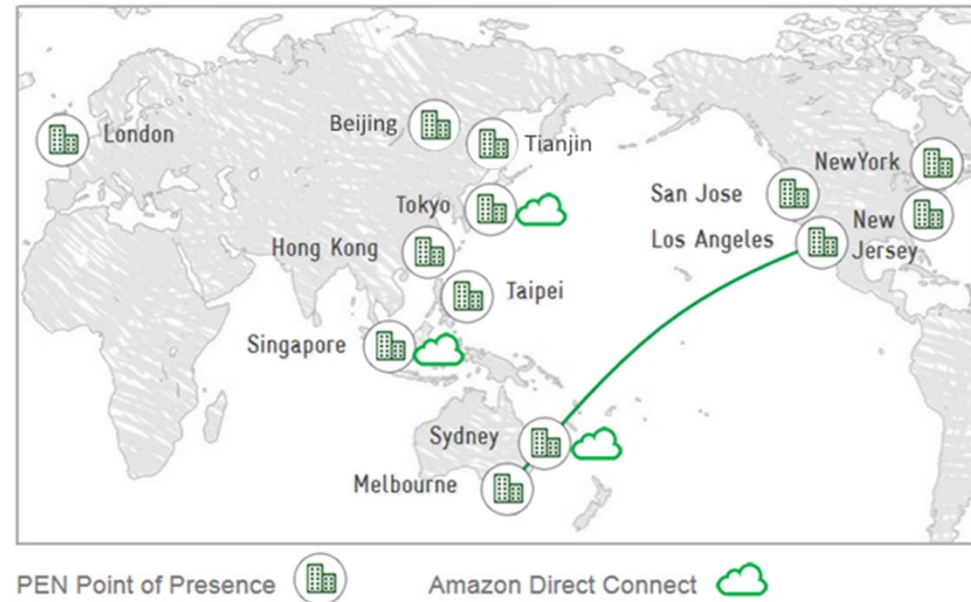 London
Beijing
Tianjin
NewYork
San Jose
Tokyo
New
Jersey
Hong Kong
Los Angeles
Taipei
Singapore
Sydney
Melbourne
PEN Point of Presence
Amazon Direct Connect